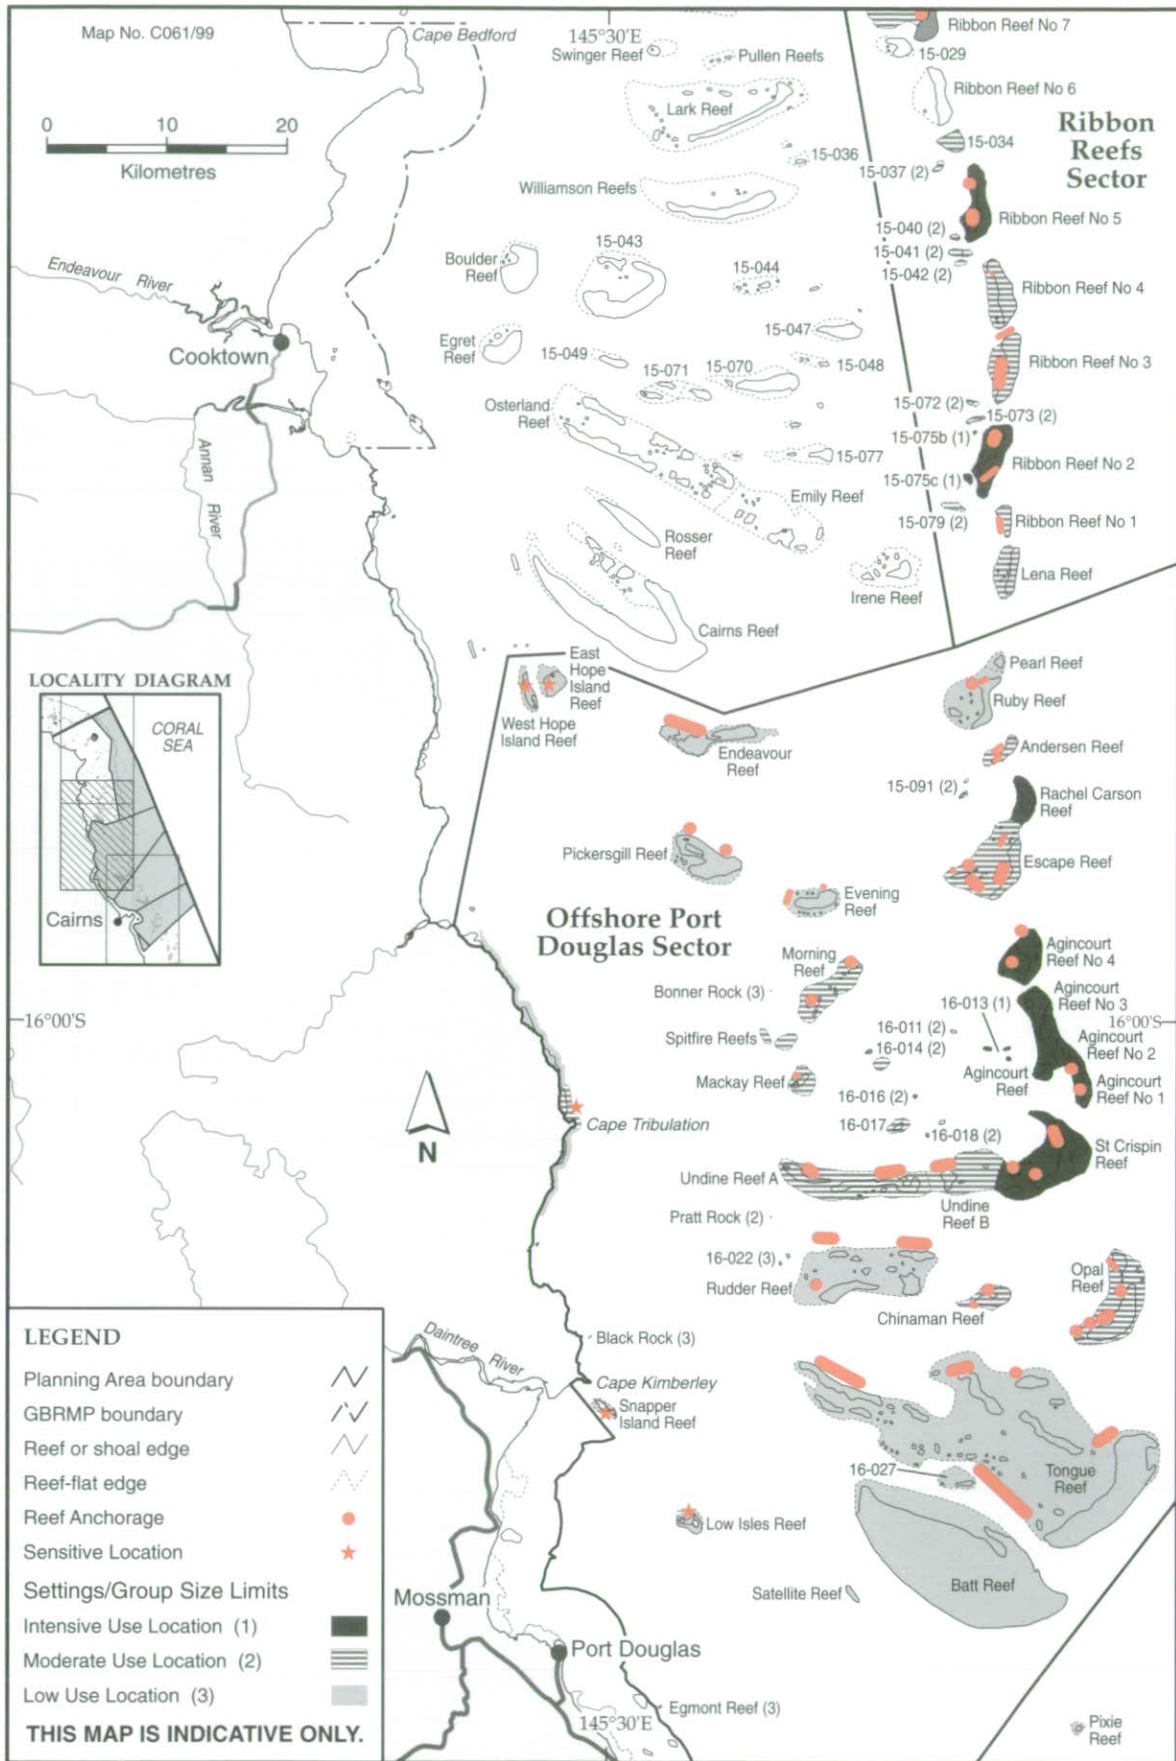 Map No. C061/99
Cape Bedford
145°30'E
Swinger Reef
Pullen Reefs
Ribbon Reef No 7
15-029
Ribbon Reef No 6
Lark Reef
0 10 20
Kilometres
Ribbon
Reefs
Sector
15-034
15-036
15-037 (2)
Williamson Reefs
Ribbon Reef No 5
15-040 (2)
15-041 (2)
15-042 (2)
15-043
15-044
Boulder
Reef
Endeavour River
Ribbon Reef No 4
15-047
Cooktown
Egret
Reef
15-049
15-048
Ribbon Reef No 3
15-071
15-070
Osterland
Reef
15-072 (2)
15-073 (2)
15-075b (1)
Annan
River
15-077
Ribbon Reef No 2
15-075c (1)
Emily Reef
15-079 (2)
Ribbon Reef No 1
Rosser
Reef
Irene Reef
Lena Reef
Cairns Reef
East
Hope
Island
Reef
West Hope
Island Reef
Pearl Reef
Ruby Reef
LOCALITY DIAGRAM
CORAL
SEA
Cairns
Endeavour
Reef
Andersen Reef
15-091 (2)
Rachel Carson
Reef
Pickersgill Reef
Escape Reef
Evening
Reef
Offshore Port
Douglas Sector
Morning
Reef
Agincourt
Reef No 4
Bonner Rock (3)
Agincourt
Reef No 3
16-013 (1)
16°00'S
16°00'S
16-011 (2)
Spitfire Reefs
16-014 (2)
Agincourt
Reef No 2
Mackay Reef
Agincourt
Reef
Agincourt
Reef No 1
16-016 (2)
N
Cape Tribulation
16-017
16-018 (2)
St Crispin
Reef
Undine Reef A
Undine
Reef B
Pratt Rock (2)
16-022 (3)
Rudder Reef
Opal
Reef
Chinaman Reef
Black Rock (3)
Daintree River
Cape Kimberley
Snapper
Island Reef
16-027
Tongue
Reef
Low Isles Reef
Batt Reef
Satellite Reef
Mossman
Port Douglas
Egmont Reef (3)
145°30'E
Pixie
Reef
LEGEND
Planning Area boundary
GBRMP boundary
Reef or shoal edge
Reef-flat edge
Reef Anchorage
Sensitive Location
Settings/Group Size Limits
Intensive Use Location (1)
Moderate Use Location (2)
Low Use Location (3)
THIS MAP IS INDICATIVE ONLY.